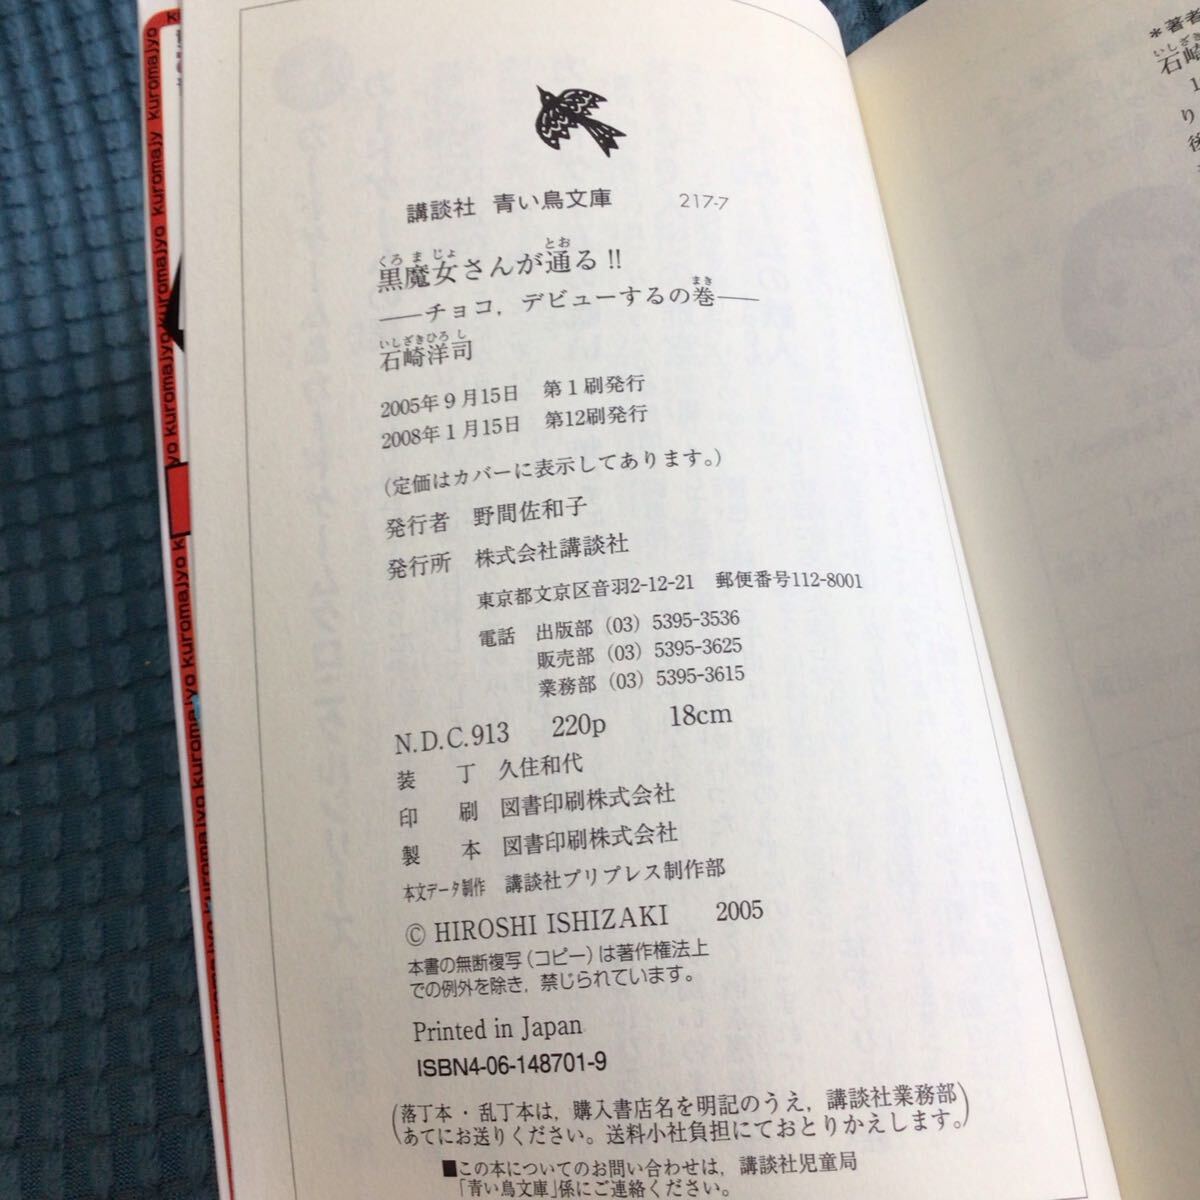 講談社 青い鳥文庫 217-7
くろまじょ とお
黒魔女さんが通る!!
まき
——チョコ，デビューするの巻——
いしざきひろし
石崎洋司
2005年9月15日 第1刷発行
2008年1月15日 第12刷発行
(定価はカバーに表示してあります。)
発行者 野間佐和子
発行所 株式会社講談社
東京都文京区音羽2-12-21 郵便番号112-8001
電話 出版部 (03) 5395-3536
販売部 (03) 5395-3625
業務部 (03) 5395-3615
N.D.C.913 220p 18cm
装丁 久住和代
印刷 図書印刷株式会社
製本 図書印刷株式会社
本文データ制作 講談社プリプレス制作部
© HIROSHI ISHIZAKI 2005
本書の無断複写(コピー)は著作権法上
での例外を除き，禁じられています。
Printed in Japan
ISBN4-06-148701-9
(落丁本・乱丁本は，購入書店名を明記のうえ，講談社業務部
あてにお送りください。送料小社負担にておとりかえします。)
■この本についてのお問い合わせは，講談社児童局
「青い鳥文庫」係にご連絡ください。
*著者
いしざき
石崎
1
り
後
kuromajyo kuromajyo kuromajyo kuromajyo